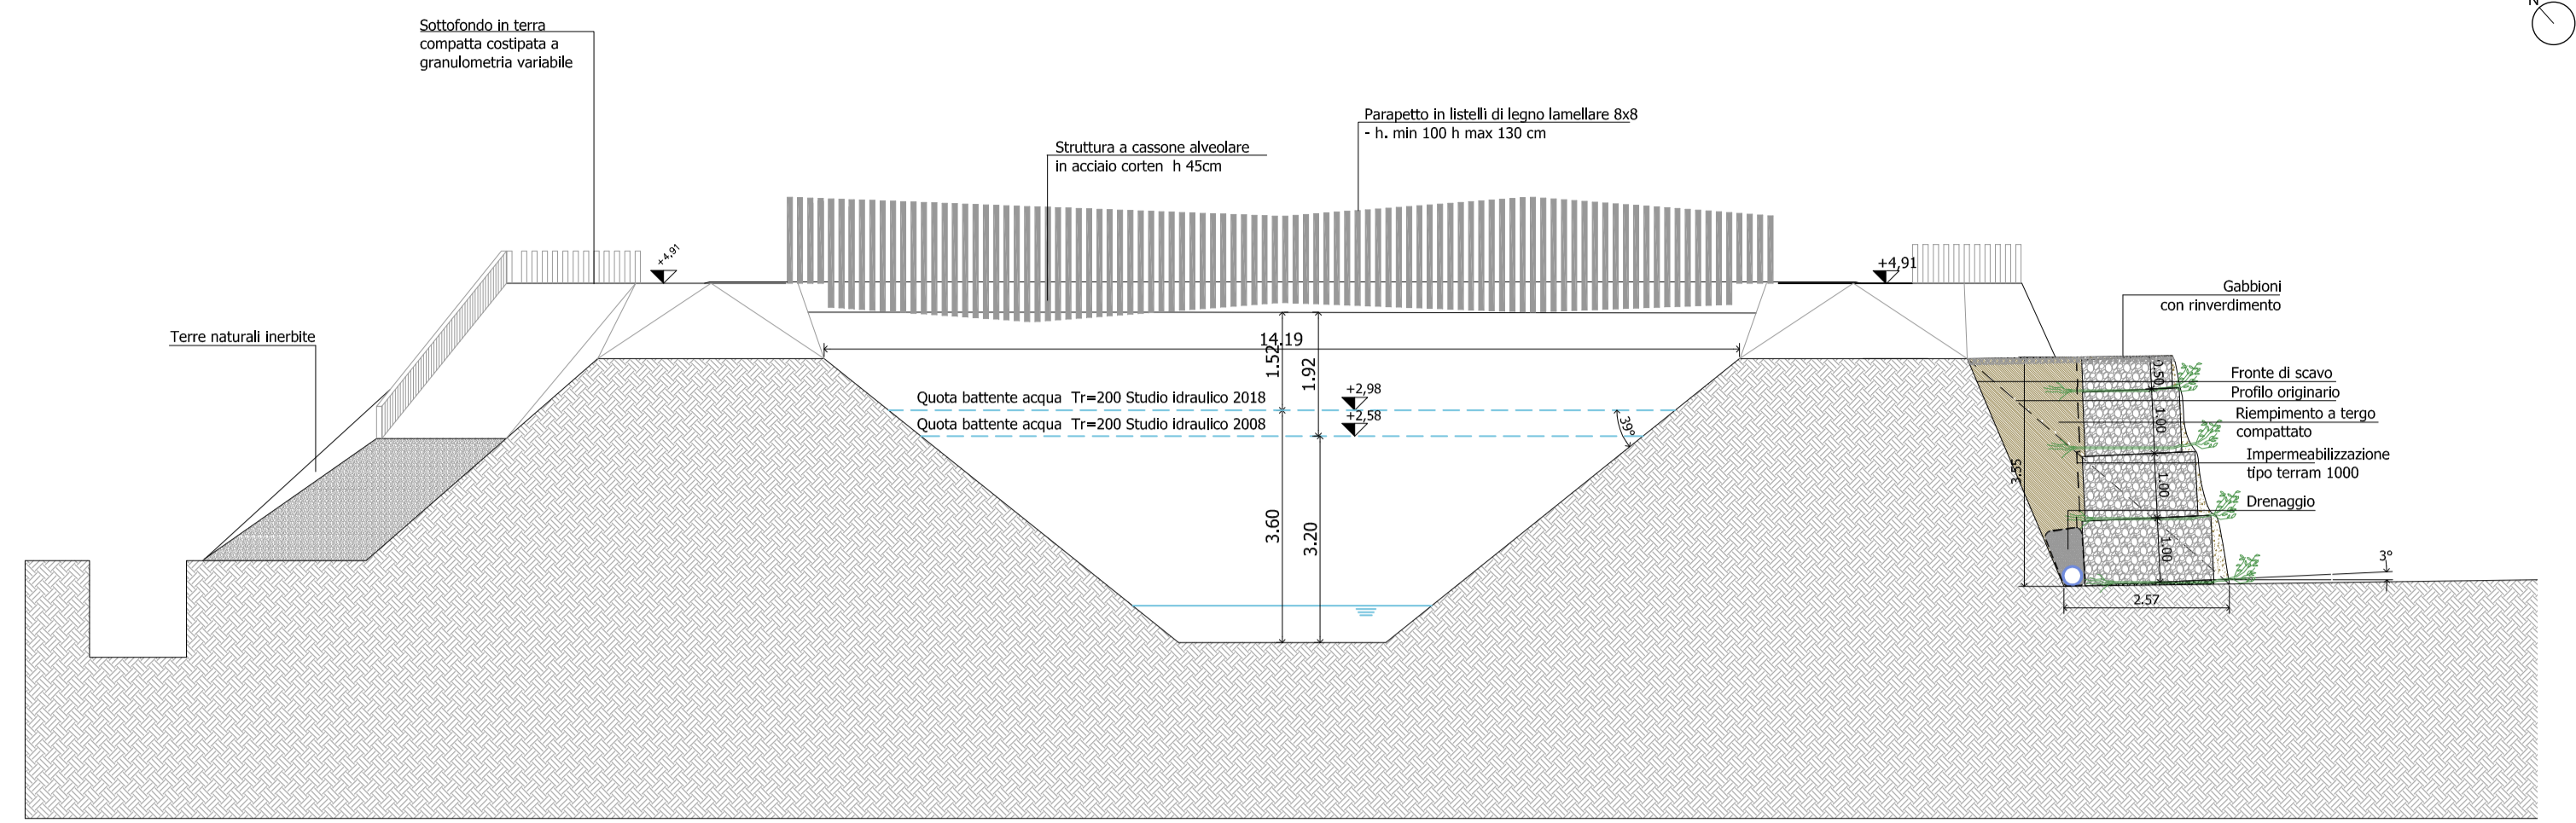 N
Sottofondo in terra
compatta costipata a
granulometria variabile
Parapetto in listelli di legno lamellare 8x8
- h. min 100 h max 130 cm
Struttura a cassone alveolare
in acciaio corten h 45cm
+4,91
+4,91
Gabbioni
con rinverdimento
Terre naturali inerbite
14.19
1.52
1.92
Quota battente acqua Tr=200 Studio idraulico 2018
+2,98
Quota battente acqua Tr=200 Studio idraulico 2008
+2,58
39°
3.60
3.20
0.50
1.00
1.00
1.00
3.55
Fronte di scavo
Profilo originario
Riempimento a tergo
compattato
Impermeabilizzazione
tipo terram 1000
Drenaggio
3°
2.57